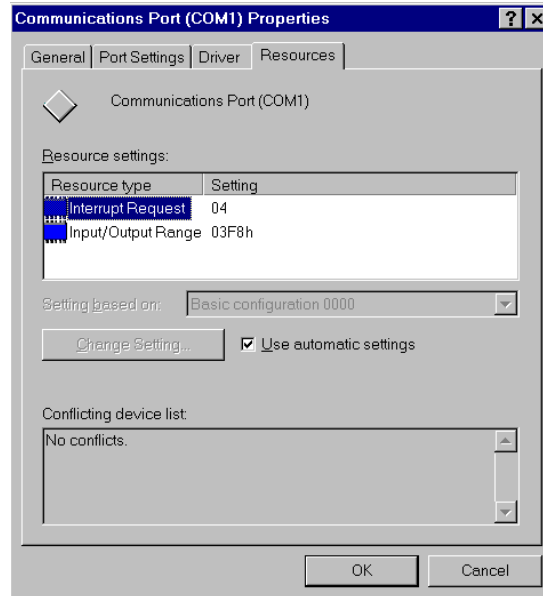 Communications Port (COM1) Properties
General Port Settings Driver Resources
Communications Port (COM1)
Resource settings:
Resource type Setting
Interrupt Request 04
Input/Output Range 03F8h
Setting based on: Basic configuration 0000
Change Setting... Use automatic settings
Conflicting device list:
No conflicts.
OK Cancel